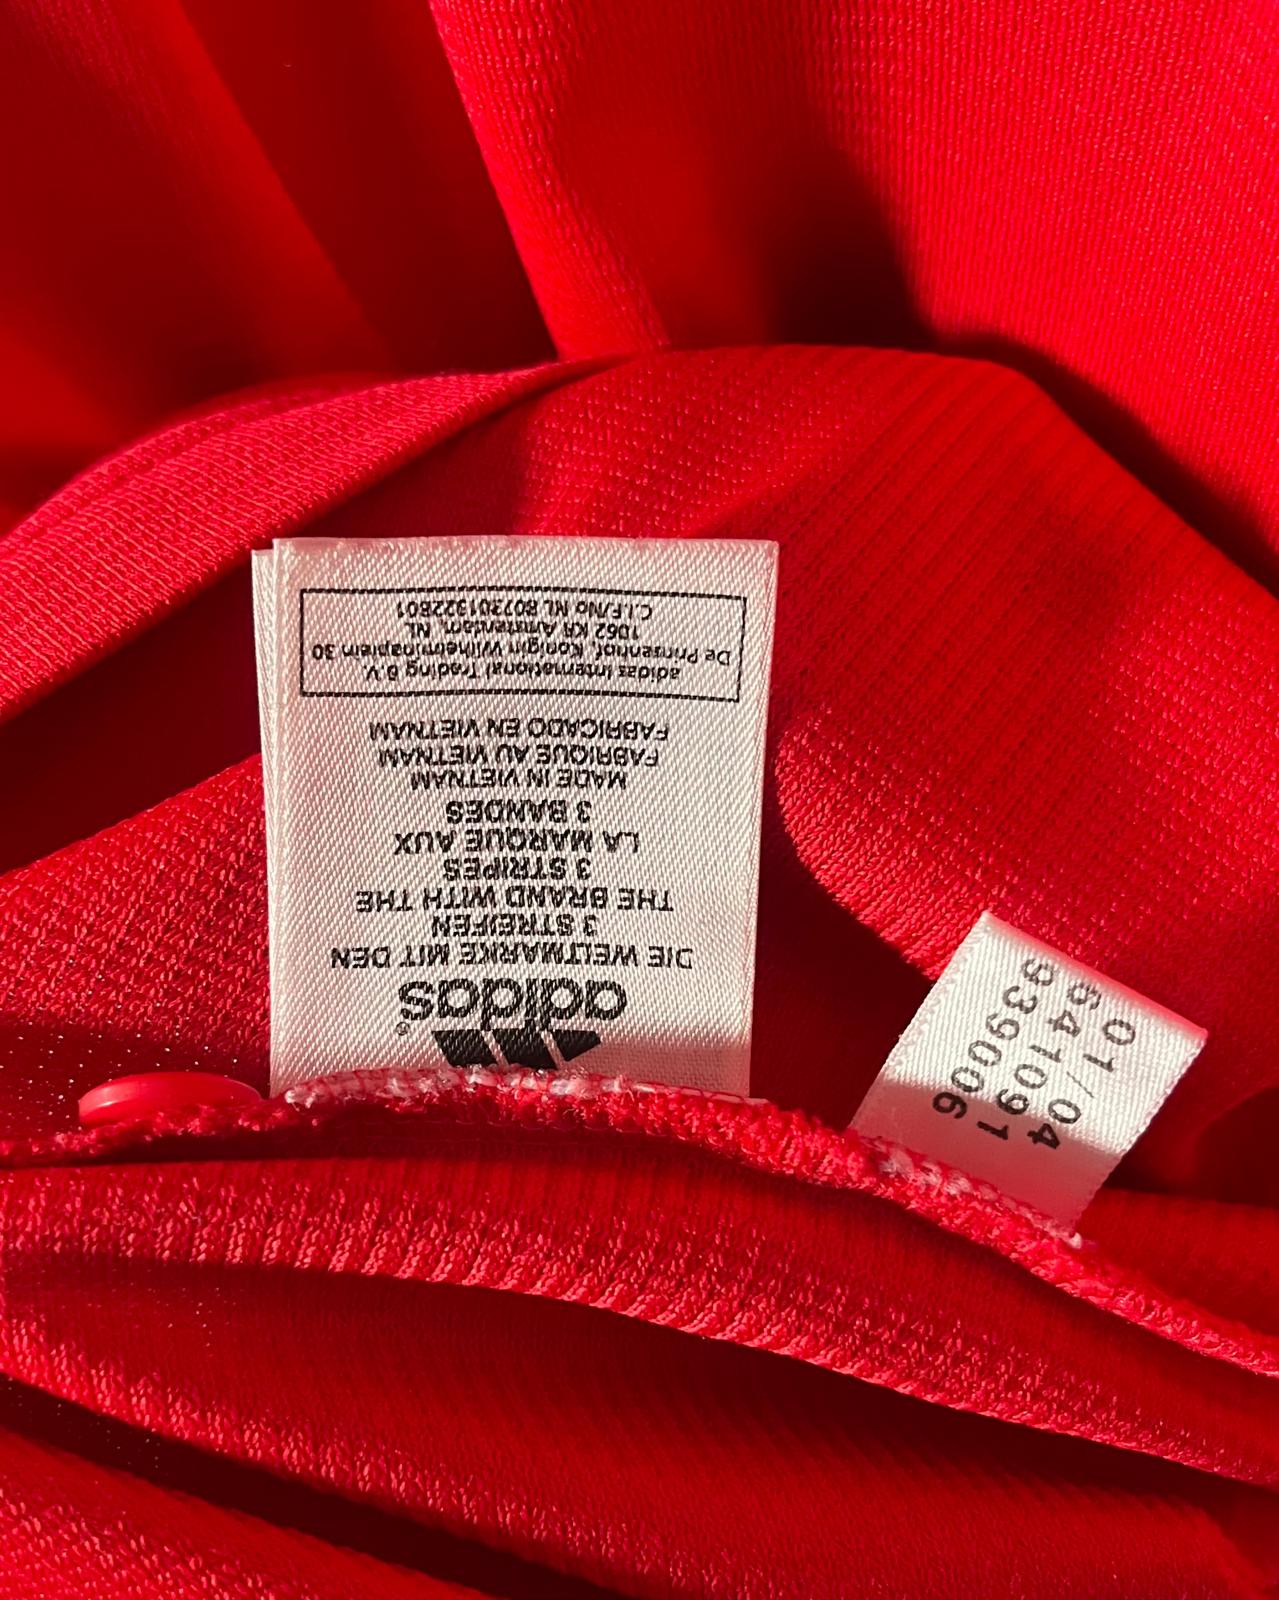 adidas®
DIE WELTMARKE MIT DEN
3 STREIFEN
THE BRAND WITH THE
3 STRIPES
LA MARQUE AUX
3 BANDES
MADE IN VIETNAM
FABRIQUE AU VIETNAM
FABRICADO EN VIETNAM
adidas International Trading B.V.
De Prinsenhof, Konigin Wilhelminaplein 30
1062 KR Amsterdam, NL
C.I.F./No NL 807301322B01
01/04
641091
939006